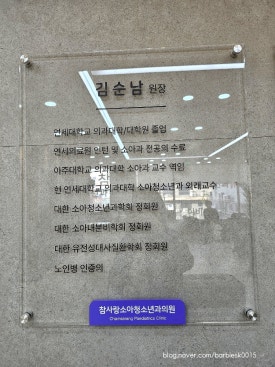 김순남 원장
연세대학교 의과대학/대학원 졸업
연세의료원 인턴 및 소아과 전공의 수료
아주대학교 의과대학 소아과 교수 역임
현 연세대학교 의과대학 소아청소년과 외래교수
대한 소아청소년과학회 정회원
대한 소아내분비학회 정회원
대한 유전성대사질환학회 정회원
노인병 인증의
참사랑소아청소년과의원
Chamsarang Pediatrics Clinic
blog.naver.com/barbiesk0015